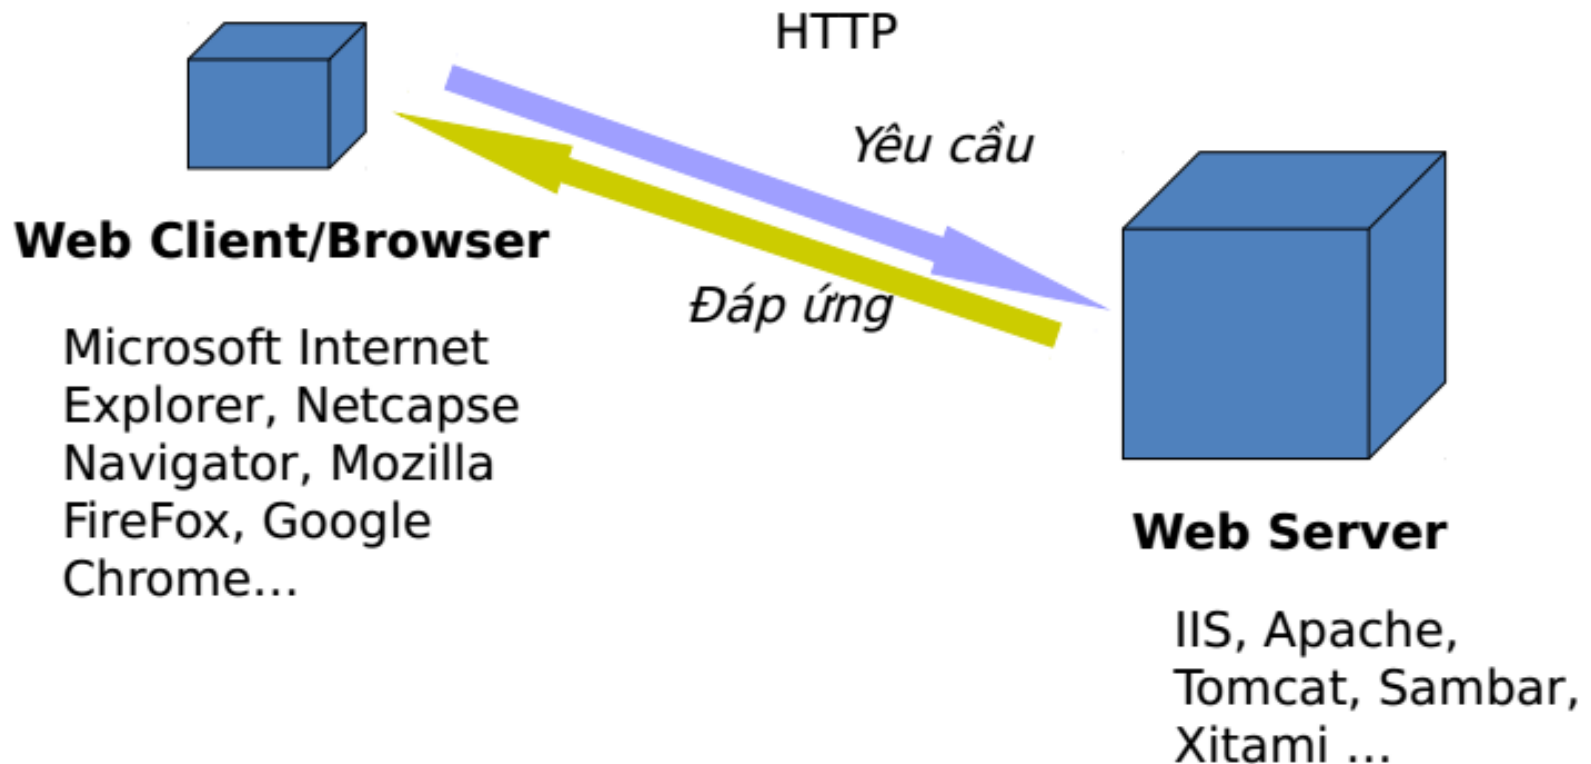 HTTP
Yêu cầu
Đáp ứng
Web Client/Browser
Microsoft Internet
Explorer, Netcapse
Navigator, Mozilla
FireFox, Google
Chrome...
Web Server
IIS, Apache,
Tomcat, Sambar,
Xitami ...